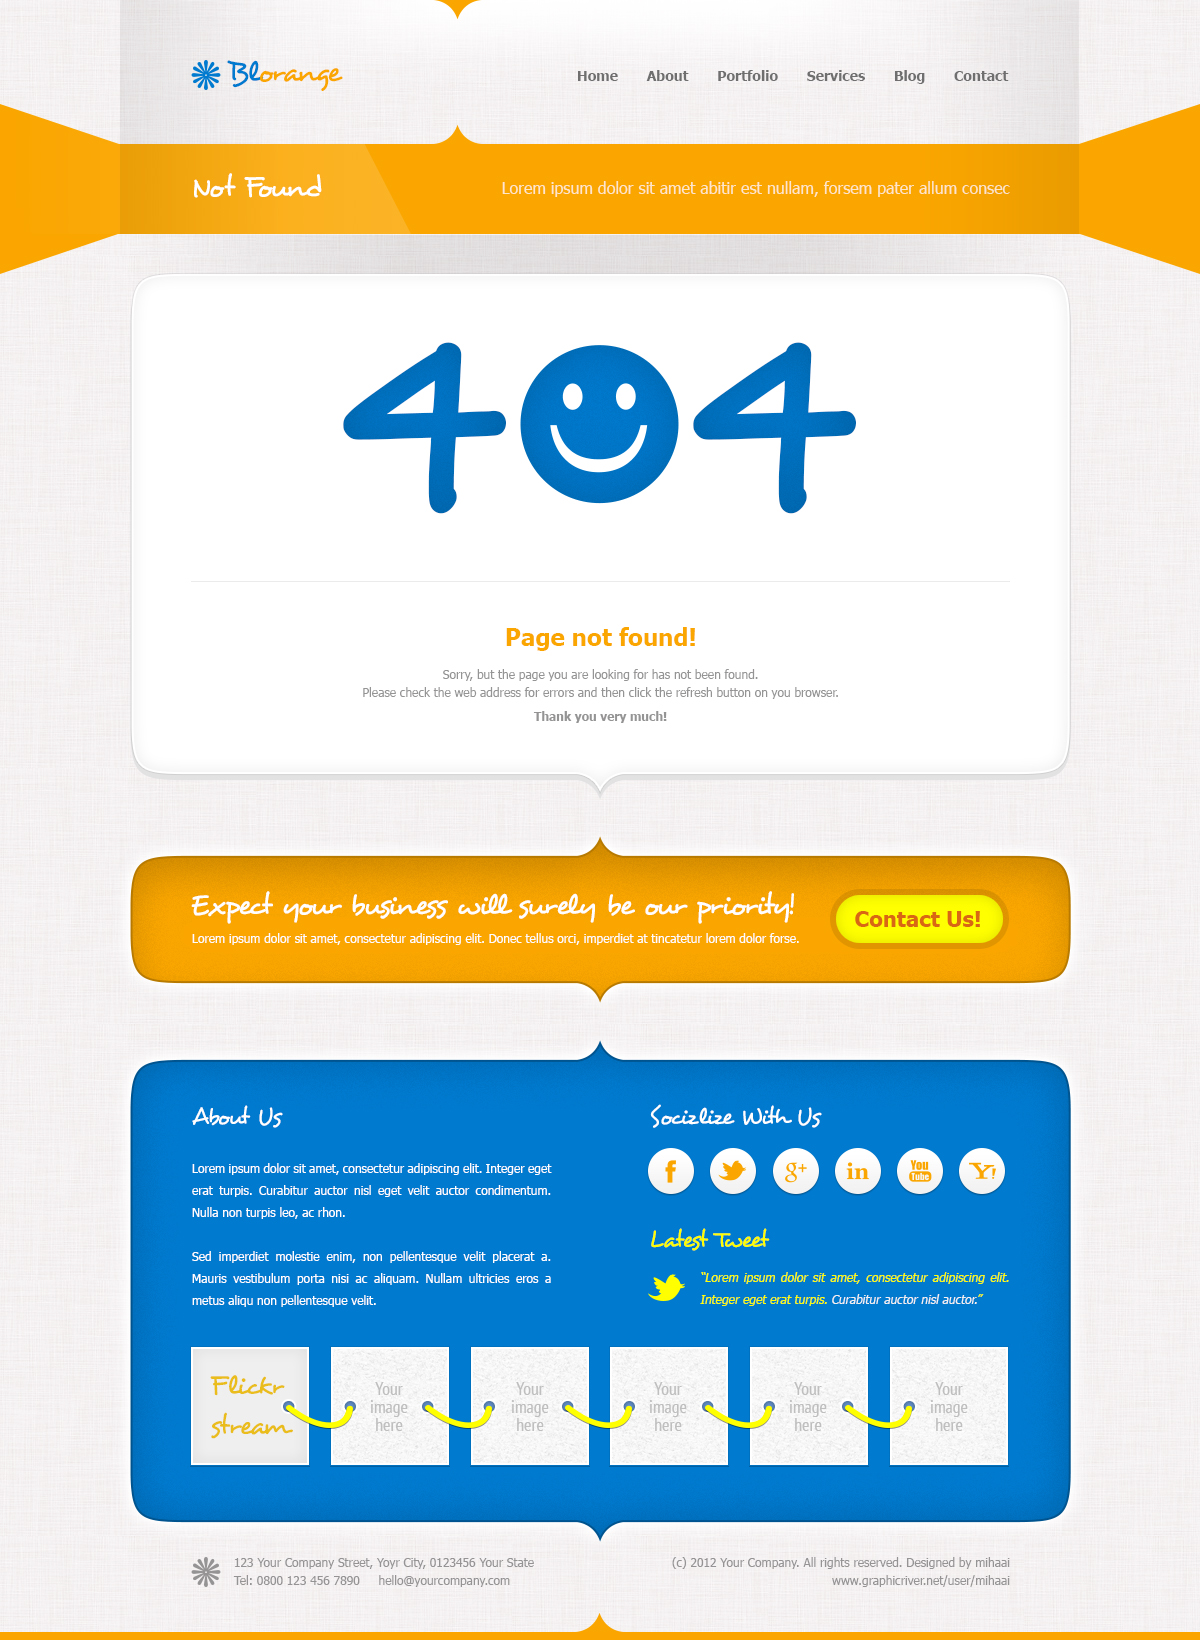 Blorange
Home About Portfolio Services Blog Contact
Not Found
Lorem ipsum dolor sit amet abitir est nullam, forsem pater allum consec
4 4
Page not found!
Sorry, but the page you are looking for has not been found.
Please check the web address for errors and then click the refresh button on you browser.
Thank you very much!
Expect your business will surely be our priority!
Lorem ipsum dolor sit amet, consectetur adipiscing elit. Donec tellus orci, imperdiet at tincatetur lorem dolor forse.
Contact Us!
About Us
Lorem ipsum dolor sit amet, consectetur adipiscing elit. Integer eget
erat turpis. Curabitur auctor nisl eget velit auctor condimentum.
Nulla non turpis leo, ac rhon.
Sed imperdiet molestie enim, non pellentesque velit placerat a.
Mauris vestibulum porta nisi ac aliquam. Nullam ultricies eros a
metus aliqu non pellentesque velit.
Socizlize With Us
f g+ in You Tube Y!
Latest Tweet
"Lorem ipsum dolor sit amet, consectetur adipiscing elit.
Integer eget erat turpis. Curabitur auctor nisl auctor."
Flickr
stream
Your
image
here
Your
image
here
Your
image
here
Your
image
here
Your
image
here
123 Your Company Street, Yoyr City, 0123456 Your State
Tel: 0800 123 456 7890 hello@yourcompany.com
(c) 2012 Your Company. All rights reserved. Designed by mihaai
www.graphicriver.net/user/mihaai